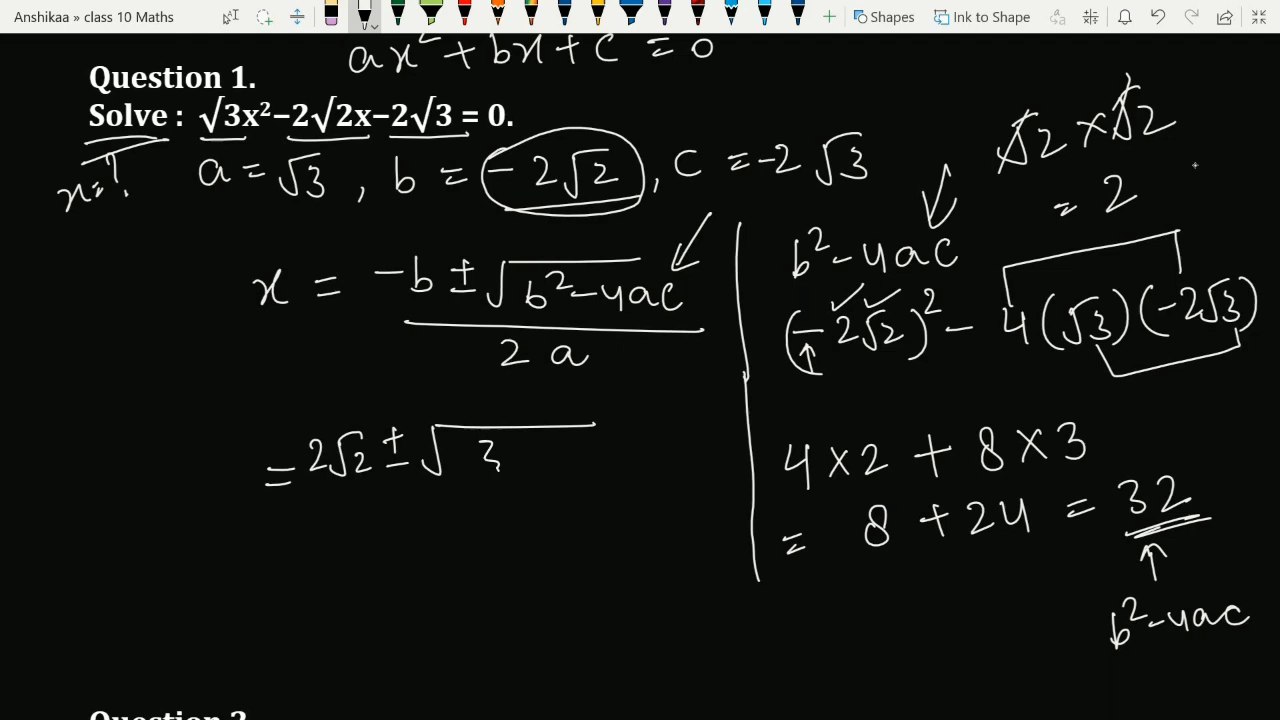 Anshikaa » class 10 Maths
Shapes
Ink to Shape
ax² + bx + c = 0
Question 1.
Solve : √3x²−2√2x−2√3 = 0.
x=?
a = √3 , b = −2√2 , c = −2√3
√2 × √2
= 2
x = −b ± √b²−4ac
2a
b²−4ac
(−2√2)² − 4(√3)(−2√3)
= 2√2 ± √3
4×2 + 8×3
= 8 + 24 = 32
b²−4ac